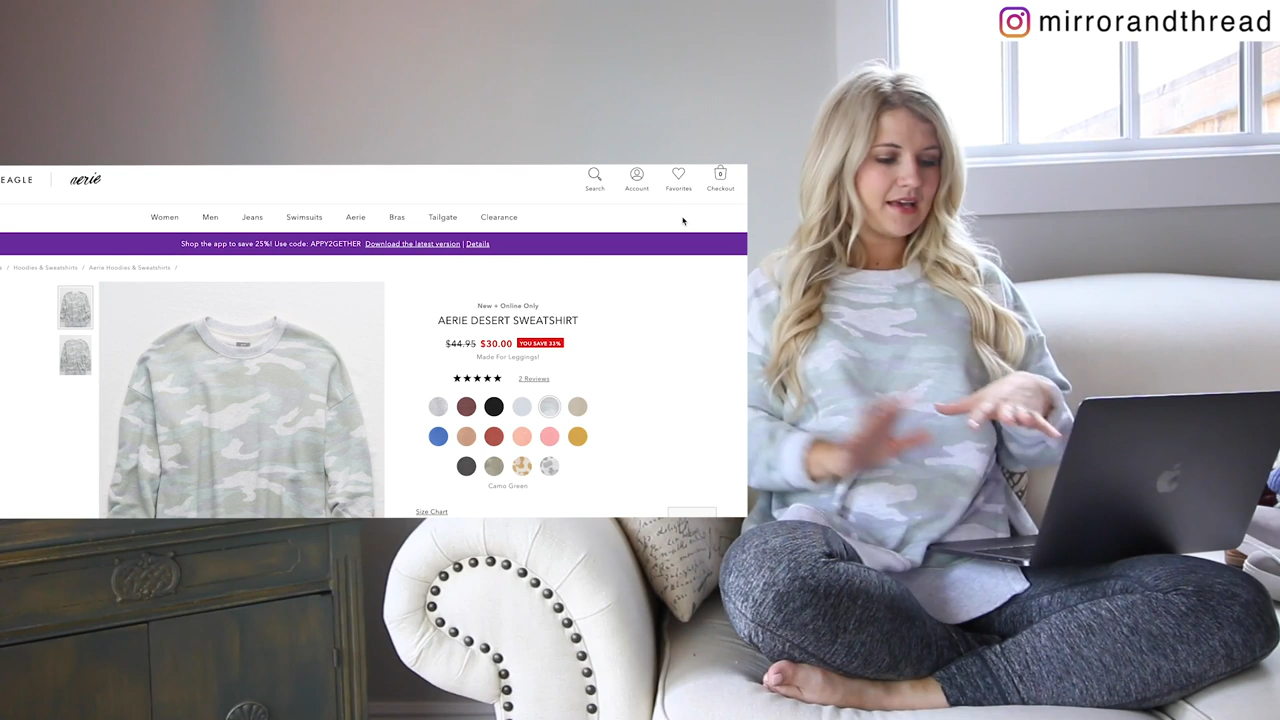 mirrorandthread
EAGLE | aerie
Search Account Favorites Checkout
0
Women Men Jeans Swimsuits Aerie Bras Tailgate Clearance
Shop the app to save 25%! Use code: APPY2GETHER Download the latest version | Details
/ Hoodies & Sweatshirts / Aerie Hoodies & Sweatshirts /
New + Online Only
AERIE DESERT SWEATSHIRT
$44.95 $30.00 YOU SAVE 33%
Made For Leggings!
2 Reviews
Camo Green
Size Chart